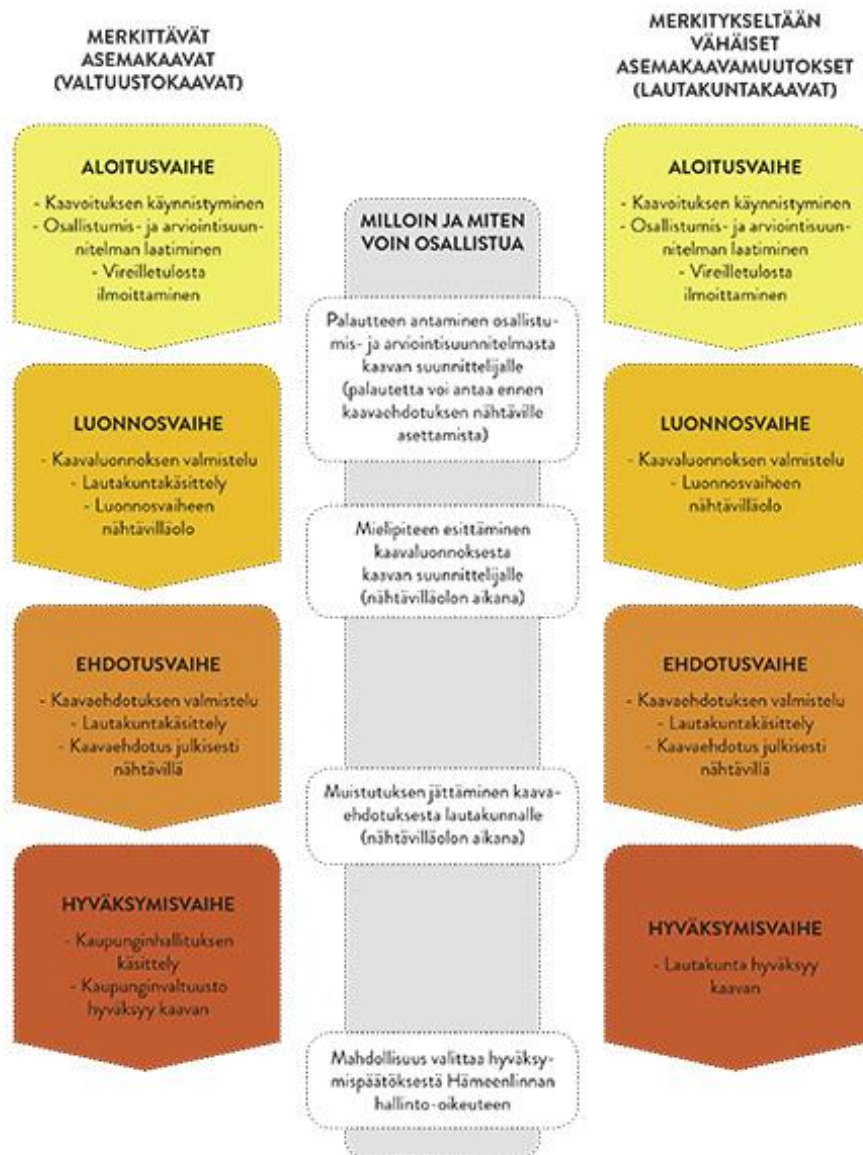 MERKITTÄVÄT
ASEMAKAAVAT
(VALTUUSTOKAAVAT)
ALOITUSVAIHE
- Kaavoituksen käynnistyminen
- Osallistumis- ja arviointisuun-
nitelman laatiminen
- Vireilletulosta
ilmoittaminen
LUONNOSVAIHE
- Kaavaluonnoksen valmistelu
- Lautakuntakäsittely
- Luonnosvaiheen
nähtävilläolo
EHDOTUSVAIHE
- Kaavaehdotuksen valmistelu
- Lautakuntakäsittely
- Kaavaehdotus julkisesti
nähtävillä
HYVÄKSYMISVAIHE
- Kaupunginhallituksen
käsittely
- Kaupunginvaltuusto
hyväksyy kaavan
MILLOIN JA MITEN
VOIN OSALLISTUA
Palautteen antaminen osallistu-
mis- ja arviointisuunnitelmasta
kaavan suunnittelijalle
(palautetta voi antaa ennen
kaavaehdotuksen nähtäville
asettamista)
Mielipiteen esittäminen
kaavaluonnoksesta
kaavan suunnittelijalle
(nähtävilläolon aikana)
Muistutuksen jättäminen kaava-
ehdotuksesta lautakunnalle
(nähtävilläolon aikana)
Mahdollisuus valittaa hyväksy-
mispäätöksestä Hämeenlinnan
hallinto-oikeuteen
MERKITYKSELTÄÄN
VÄHÄISET
ASEMAKAAVAMUUTOKSET
(LAUTAKUNTAKAAVAT)
ALOITUSVAIHE
- Kaavoituksen käynnistyminen
- Osallistumis- ja arviointisuun-
nitelman laatiminen
- Vireilletulosta
ilmoittaminen
LUONNOSVAIHE
- Kaavaluonnoksen valmistelu
- Luonnosvaiheen
nähtävilläolo
EHDOTUSVAIHE
- Kaavaehdotuksen valmistelu
- Lautakuntakäsittely
- Kaavaehdotus julkisesti
nähtävillä
HYVÄKSYMISVAIHE
- Lautakunta hyväksyy
kaavan